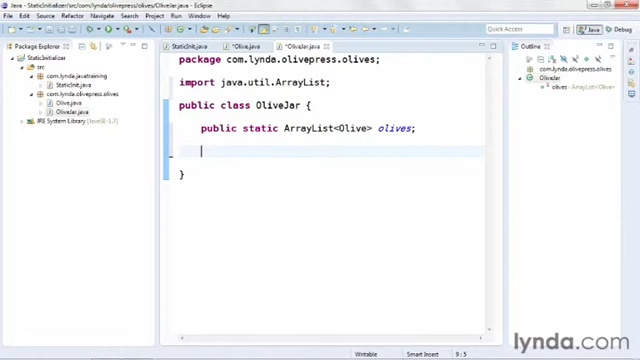 Java - StaticInitializer/src/com/lynda/olivepress/olives/OliveJar.java - Eclipse
File Edit Source Refactor Navigate Search Project Run Window Help
Quick Access
Java
Debug
Package Explorer
StaticInit.java
*Olive.java
*OliveJar.java
Outline
StaticInitializer
src
com.lynda.javatraining
StaticInit.java
com.lynda.olivepress.olives
Olive.java
OliveJar.java
JRE System Library [JavaSE-1.7]
package com.lynda.olivepress.olives;
import java.util.ArrayList;
public class OliveJar {
public static ArrayList<Olive> olives;
}
com.lynda.olivepress.olives
OliveJar
olives : ArrayList<Olive>
Writable
Smart Insert
9 : 5
lynda.com